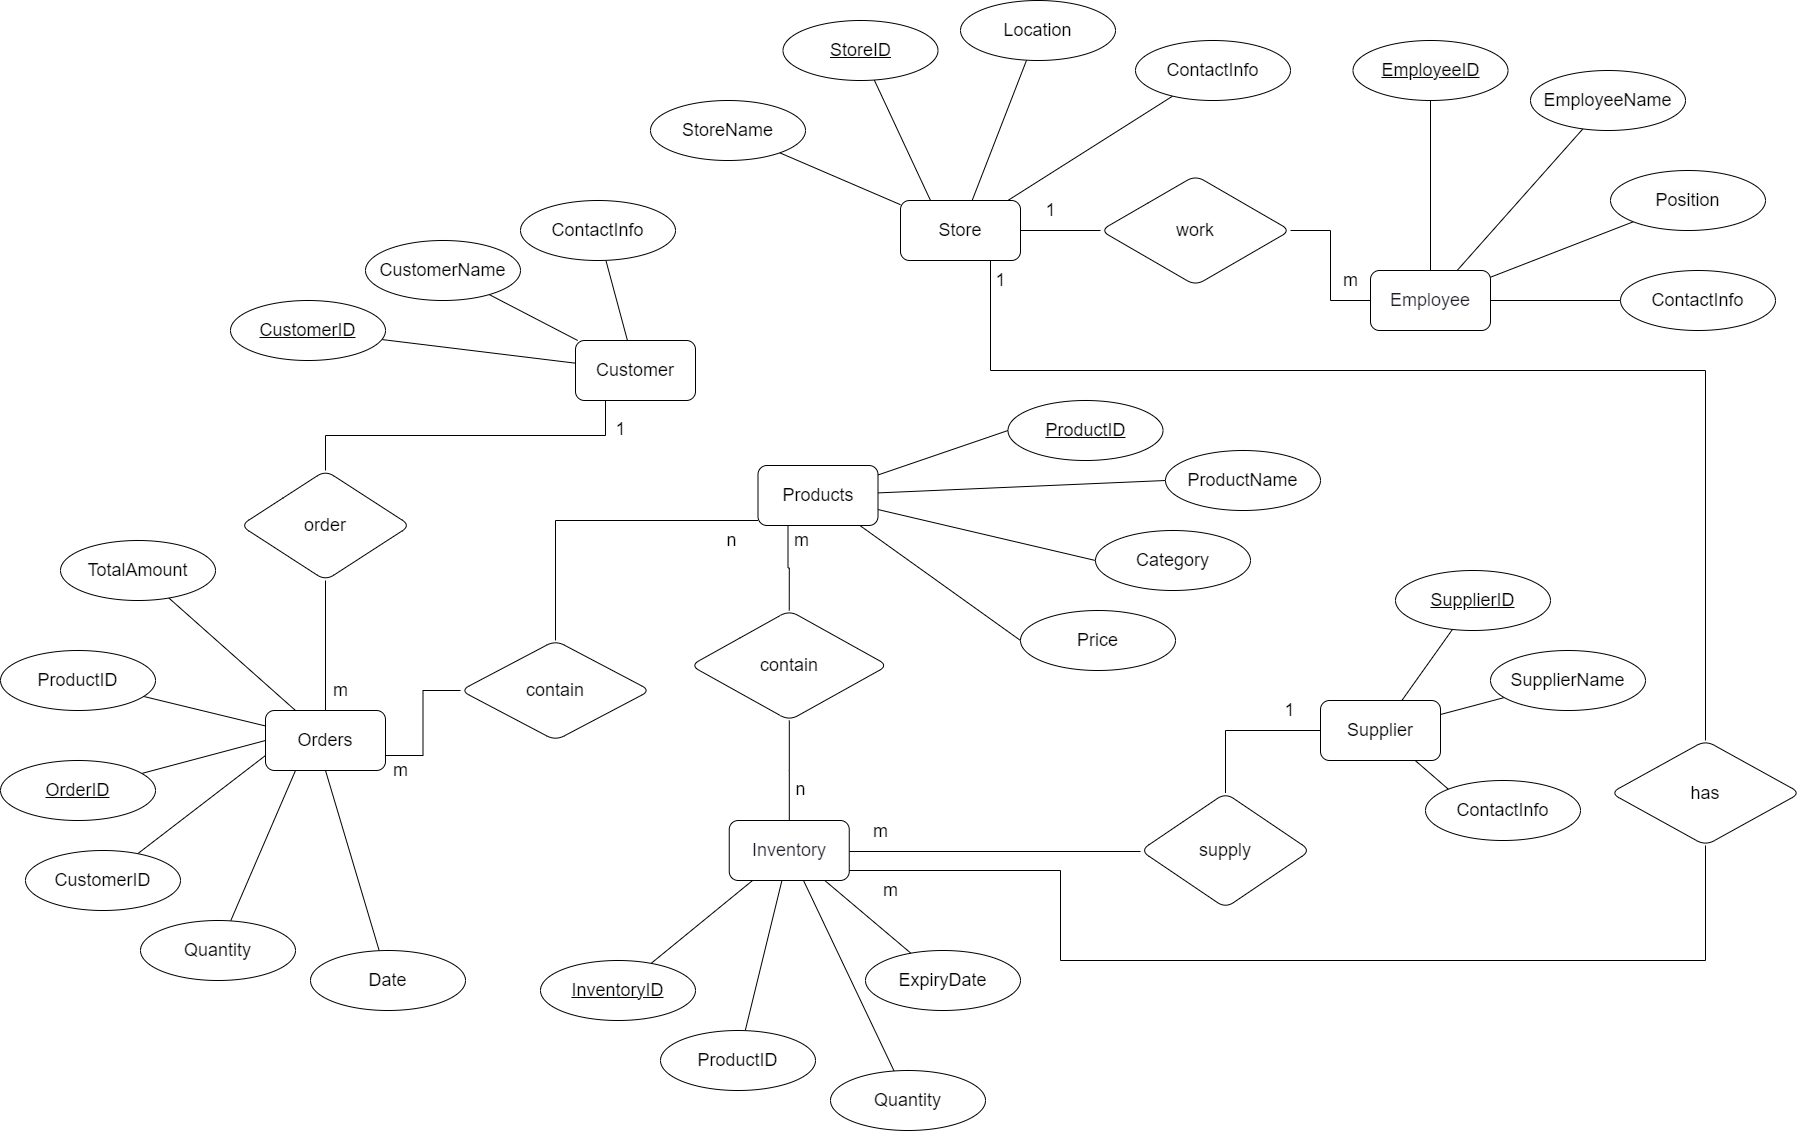 Location
StoreID
ContactInfo
EmployeeID
EmployeeName
StoreName
Position
1
ContactInfo
Store
work
CustomerName
1
m
Employee
ContactInfo
CustomerID
Customer
1
ProductID
ProductName
Products
order
n
m
Category
TotalAmount
SupplierID
Price
contain
ProductID
m
contain
SupplierName
1
Orders
Supplier
m
OrderID
n
has
ContactInfo
m
Inventory
supply
CustomerID
m
Quantity
Date
ExpiryDate
InventoryID
ProductID
Quantity